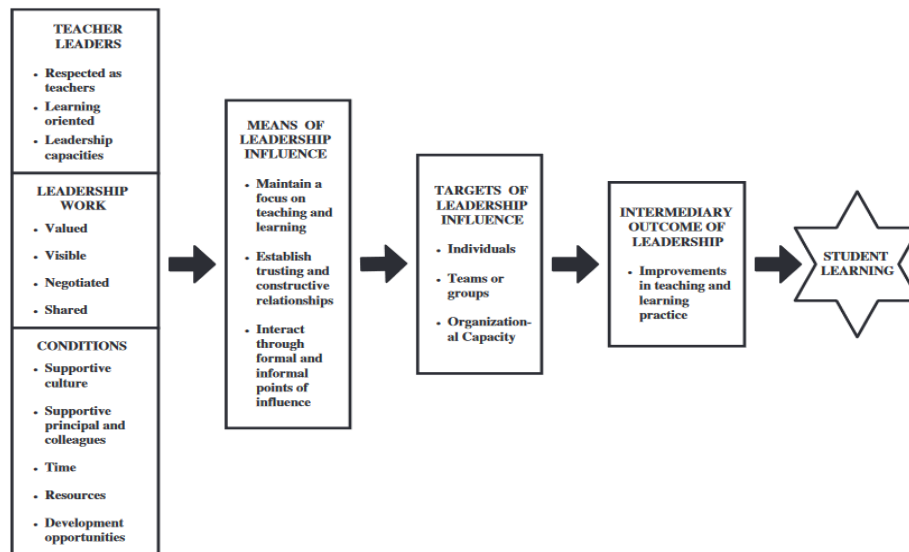 TEACHER
LEADERS
• Respected as
teachers
• Learning
oriented
• Leadership
capacities
LEADERSHIP
WORK
• Valued
• Visible
• Negotiated
• Shared
CONDITIONS
• Supportive
culture
• Supportive
principal and
colleagues
• Time
• Resources
• Development
opportunities
MEANS OF
LEADERSHIP
INFLUENCE
• Maintain a
focus on
teaching and
learning
• Establish
trusting and
constructive
relationships
• Interact
through
formal and
informal
points of
influence
TARGETS OF
LEADERSHIP
INFLUENCE
• Individuals
• Teams or
groups
• Organization-
al Capacity
INTERMEDIARY
OUTCOME OF
LEADERSHIP
• Improvements
in teaching and
learning
practice
STUDENT
LEARNING